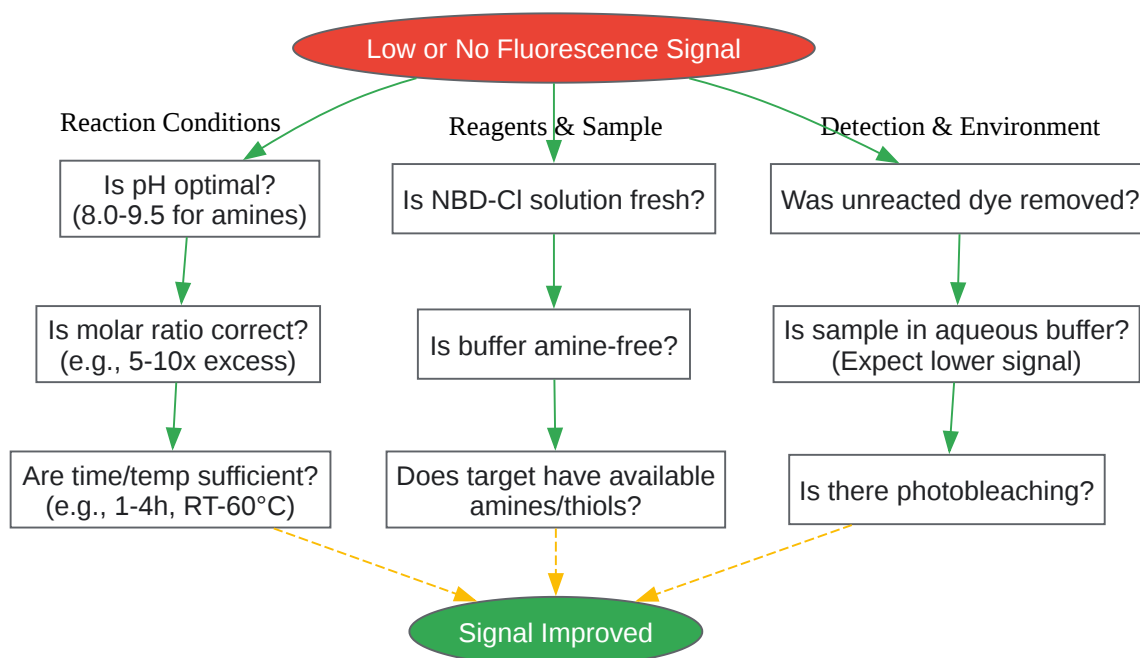 Low or No Fluorescence Signal
Reaction Conditions
Reagents & Sample
Detection & Environment
Is pH optimal?
(8.0-9.5 for amines)
Is NBD-Cl solution fresh?
Was unreacted dye removed?
Is molar ratio correct?
(e.g., 5-10x excess)
Is buffer amine-free?
Is sample in aqueous buffer?
(Expect lower signal)
Are time/temp sufficient?
(e.g., 1-4h, RT-60°C)
Does target have available
amines/thiols?
Is there photobleaching?
Signal Improved